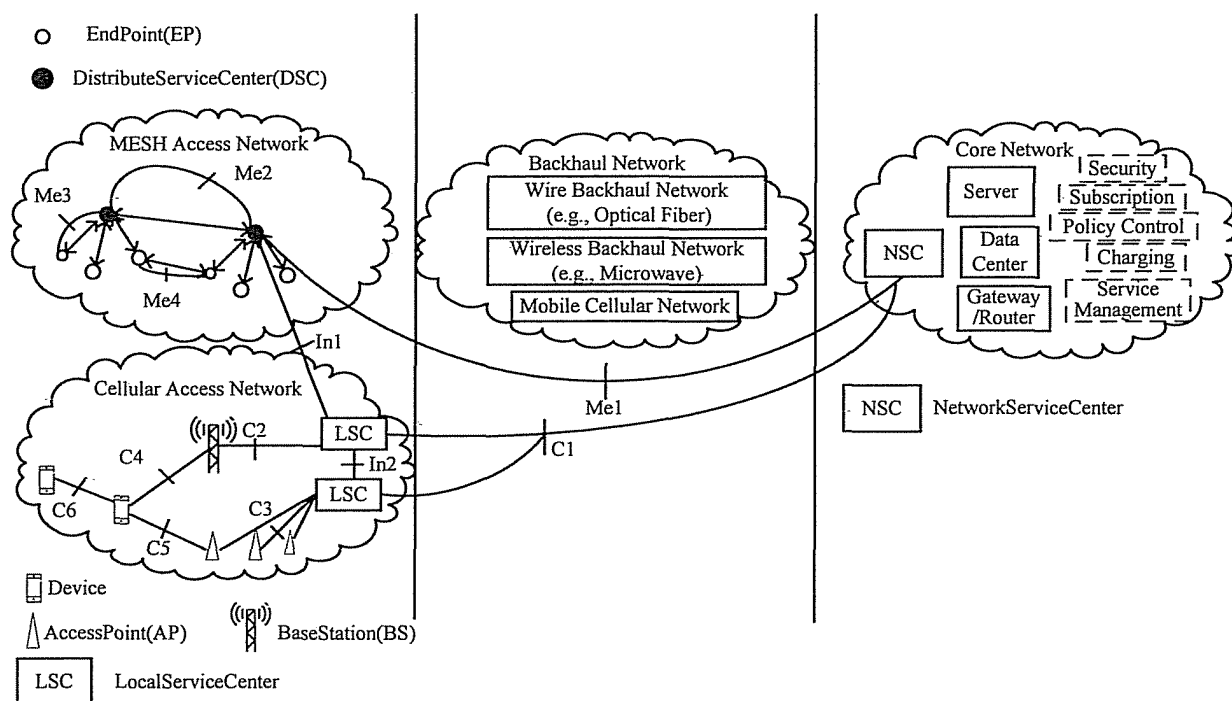 EndPoint(EP)
DistributeServiceCenter(DSC)
MESH Access Network
Me2
Me3
Me4
In1
Cellular Access Network
C2
LSC
C4
In2
C6
C3
LSC
C5
Device
AccessPoint(AP)
BaseStation(BS)
LSC
LocalServiceCenter
Backhaul Network
Wire Backhaul Network
(e.g., Optical Fiber)
Wireless Backhaul Network
(e.g., Microwave)
Mobile Cellular Network
Me1
C1
Core Network
Security
Server
Subscription
Policy Control
NSC
Data
Center
Charging
Gateway
/Router
Service
Management
NSC
NetworkServiceCenter